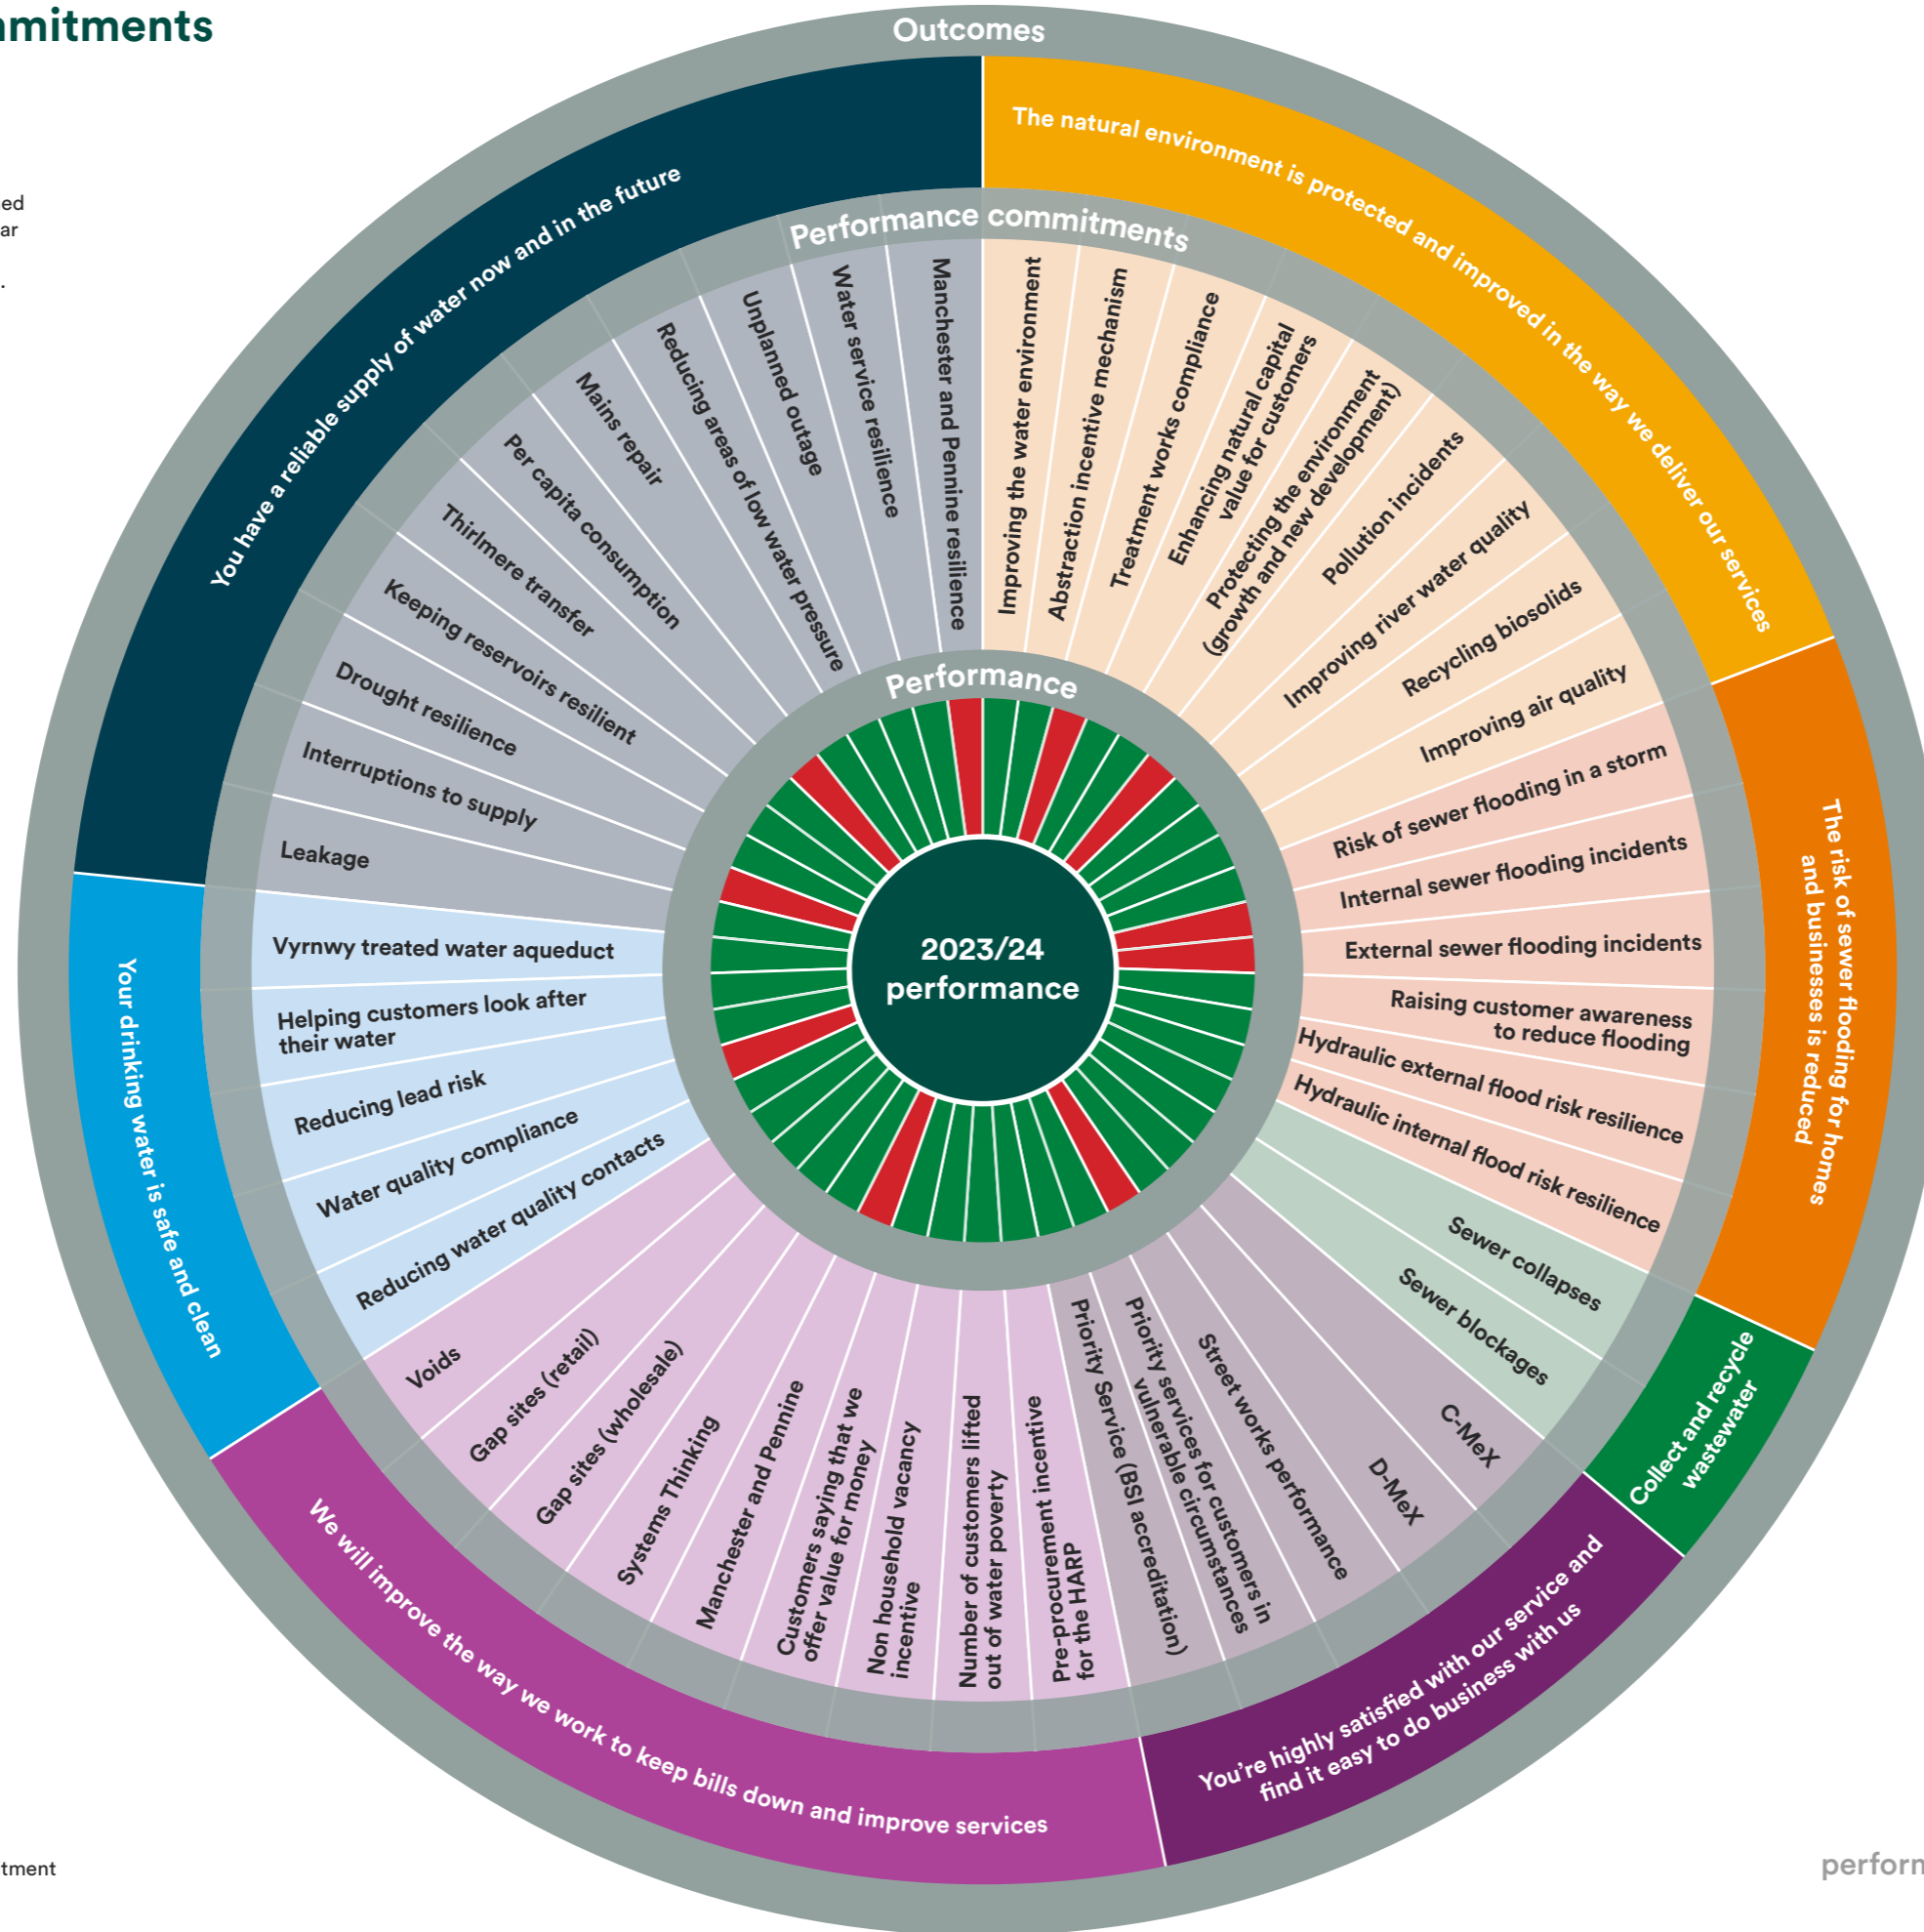 mmitments
ed
ar
.
Outcomes
The natural environment is protected and improved in the way we deliver our services
The risk of sewer flooding for homes
and businesses is reduced
Collect and recycle
wastewater
You're highly satisfied with our service and
find it easy to do business with us
We will improve the way we work to keep bills down and improve services
Your drinking water is safe and clean
You have a reliable supply of water now and in the future
Performance commitments
Improving the water environment
Abstraction incentive mechanism
Treatment works compliance
Enhancing natural capital
value for customers
Protecting the environment
(growth and new development)
Pollution incidents
Improving river water quality
Recycling biosolids
Improving air quality
Risk of sewer flooding in a storm
Internal sewer flooding incidents
External sewer flooding incidents
Raising customer awareness
to reduce flooding
Hydraulic external flood risk resilience
Hydraulic internal flood risk resilience
Sewer collapses
Sewer blockages
C-MeX
D-MeX
Street works performance
Priority services for customers in
vulnerable circumstances
Priority Service (BSI accreditation)
Pre-procurement incentive
for the HARP
Number of customers lifted
out of water poverty
Non household vacancy
incentive
Customers saying that we
offer value for money
Manchester and Pennine
Systems Thinking
Gap sites (wholesale)
Gap sites (retail)
Voids
Reducing water quality contacts
Water quality compliance
Reducing lead risk
Helping customers look after
their water
Vyrnwy treated water aqueduct
Leakage
Interruptions to supply
Drought resilience
Keeping reservoirs resilient
Thirlmere transfer
Per capita consumption
Mains repair
Reducing areas of low water pressure
Unplanned outage
Water service resilience
Manchester and Pennine resilience
Performance
2023/24
performance
tment
perform